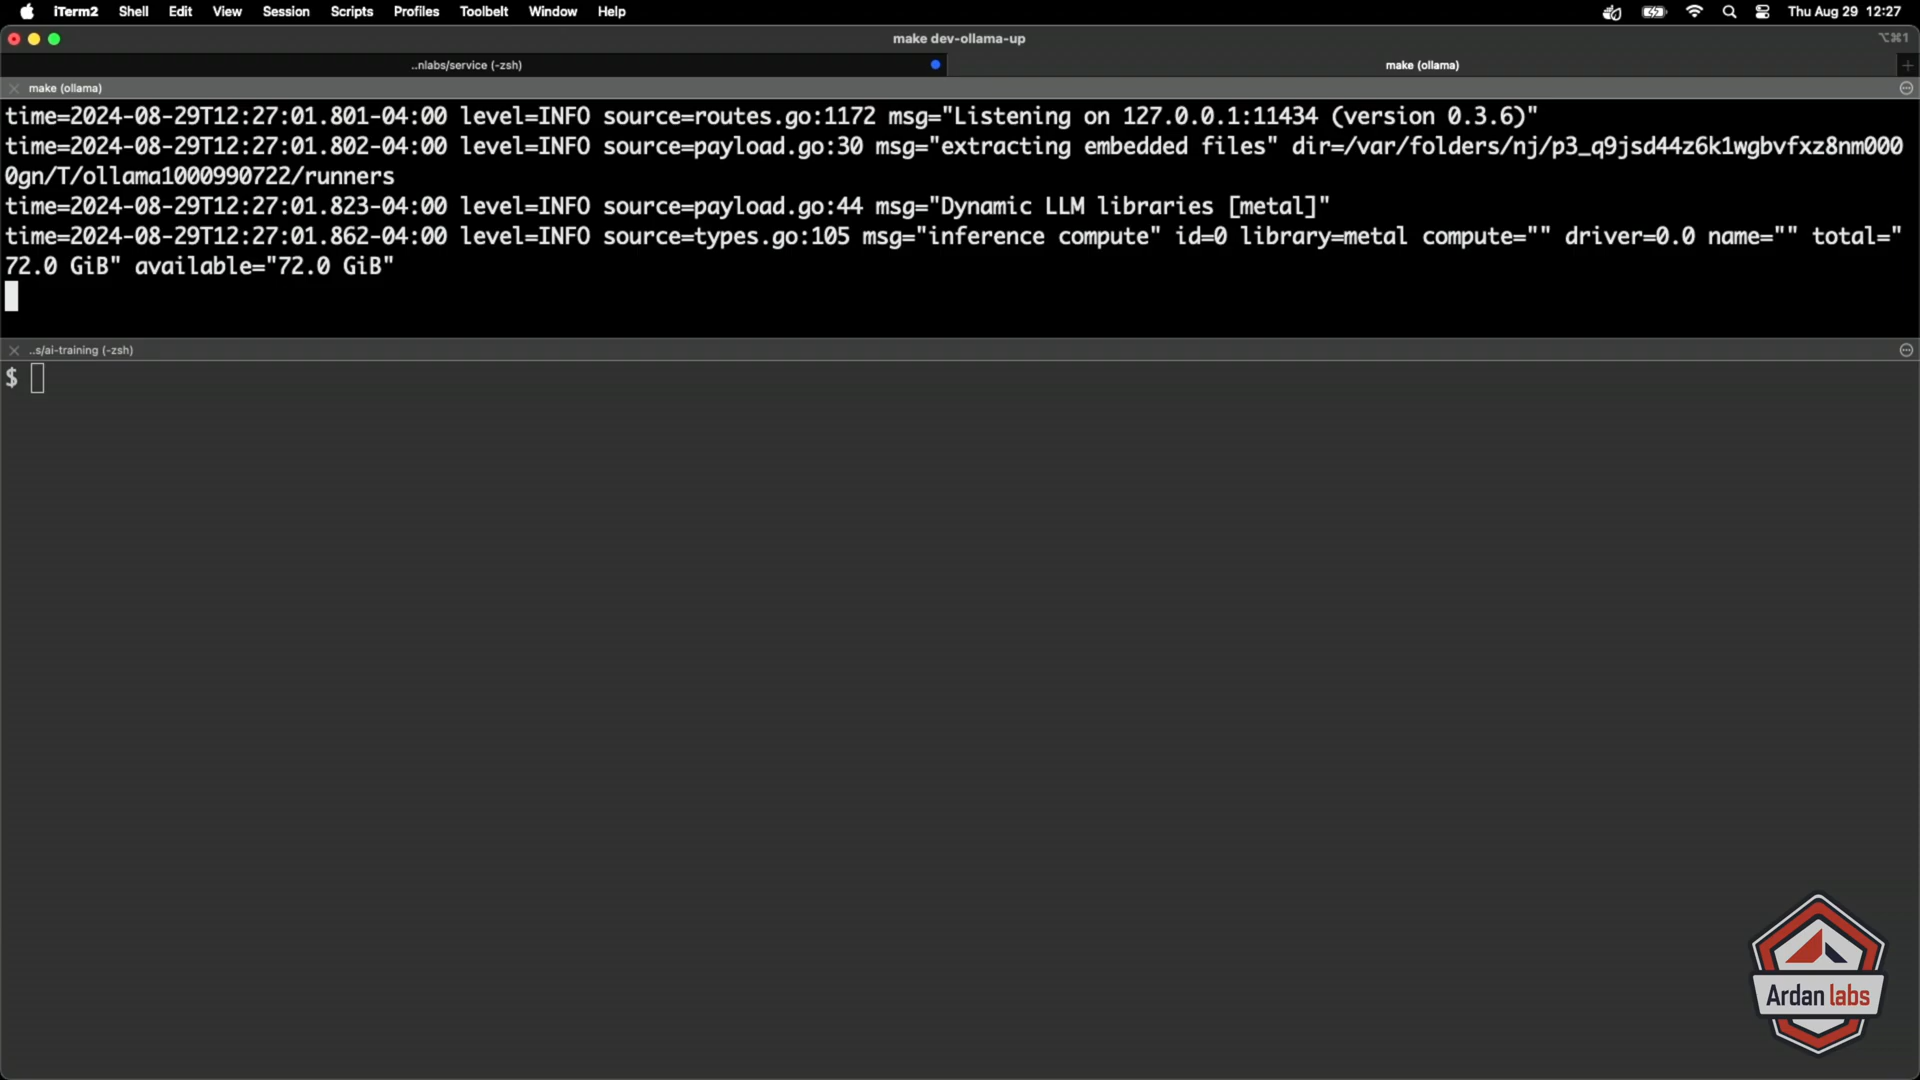 iTerm2 Shell Edit View Session Scripts Profiles Toolbelt Window Help Thu Aug 29 12:27
make dev-ollama-up ⌥⌘1
..nlabs/service (-zsh) make (ollama)
make (ollama)
time=2024-08-29T12:27:01.801-04:00 level=INFO source=routes.go:1172 msg="Listening on 127.0.0.1:11434 (version 0.3.6)"
time=2024-08-29T12:27:01.802-04:00 level=INFO source=payload.go:30 msg="extracting embedded files" dir=/var/folders/nj/p3_q9jsd44z6k1wgbvfxz8nm000
0gn/T/ollama1000990722/runners
time=2024-08-29T12:27:01.823-04:00 level=INFO source=payload.go:44 msg="Dynamic LLM libraries [metal]"
time=2024-08-29T12:27:01.862-04:00 level=INFO source=types.go:105 msg="inference compute" id=0 library=metal compute="" driver=0.0 name="" total="
72.0 GiB" available="72.0 GiB"
..s/ai-training (-zsh)
$
Ardan labs